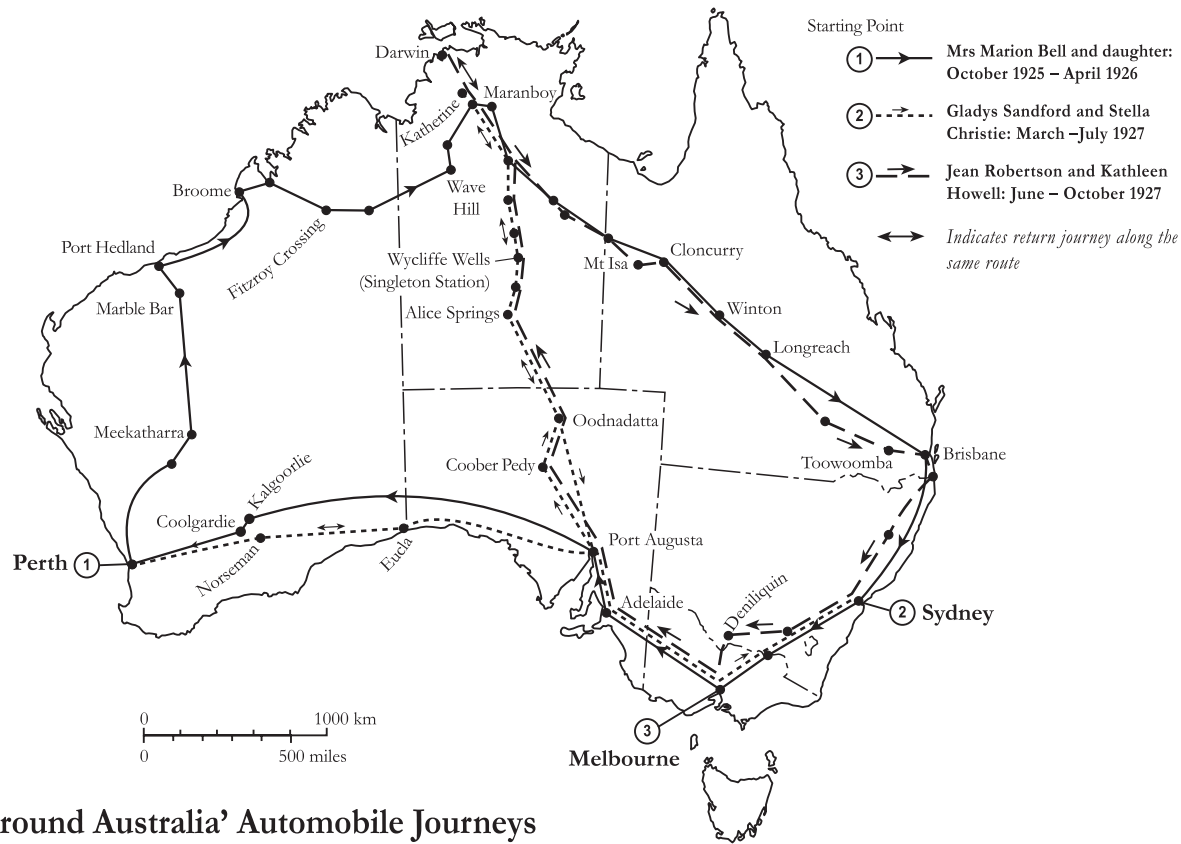 Starting Point
1
Mrs Marion Bell and daughter:
October 1925 – April 1926
2
Gladys Sandford and Stella
Christie: March –July 1927
3
Jean Robertson and Kathleen
Howell: June – October 1927
Indicates return journey along the
same route
Darwin
Maranboy
Katherine
Broome
Wave
Hill
Port Hedland
Fitzroy Crossing
Cloncurry
Mt Isa
Wycliffe Wells
(Singleton Station)
Marble Bar
Winton
Alice Springs
Longreach
Oodnadatta
Meekatharra
Brisbane
Toowoomba
Coober Pedy
Kalgoorlie
Coolgardie
Port Augusta
Perth 1
Norseman
Eucla
Adelaide
Deniliquin
2 Sydney
0 1000 km
0 500 miles
3
Melbourne
round Australia’ Automobile Journeys